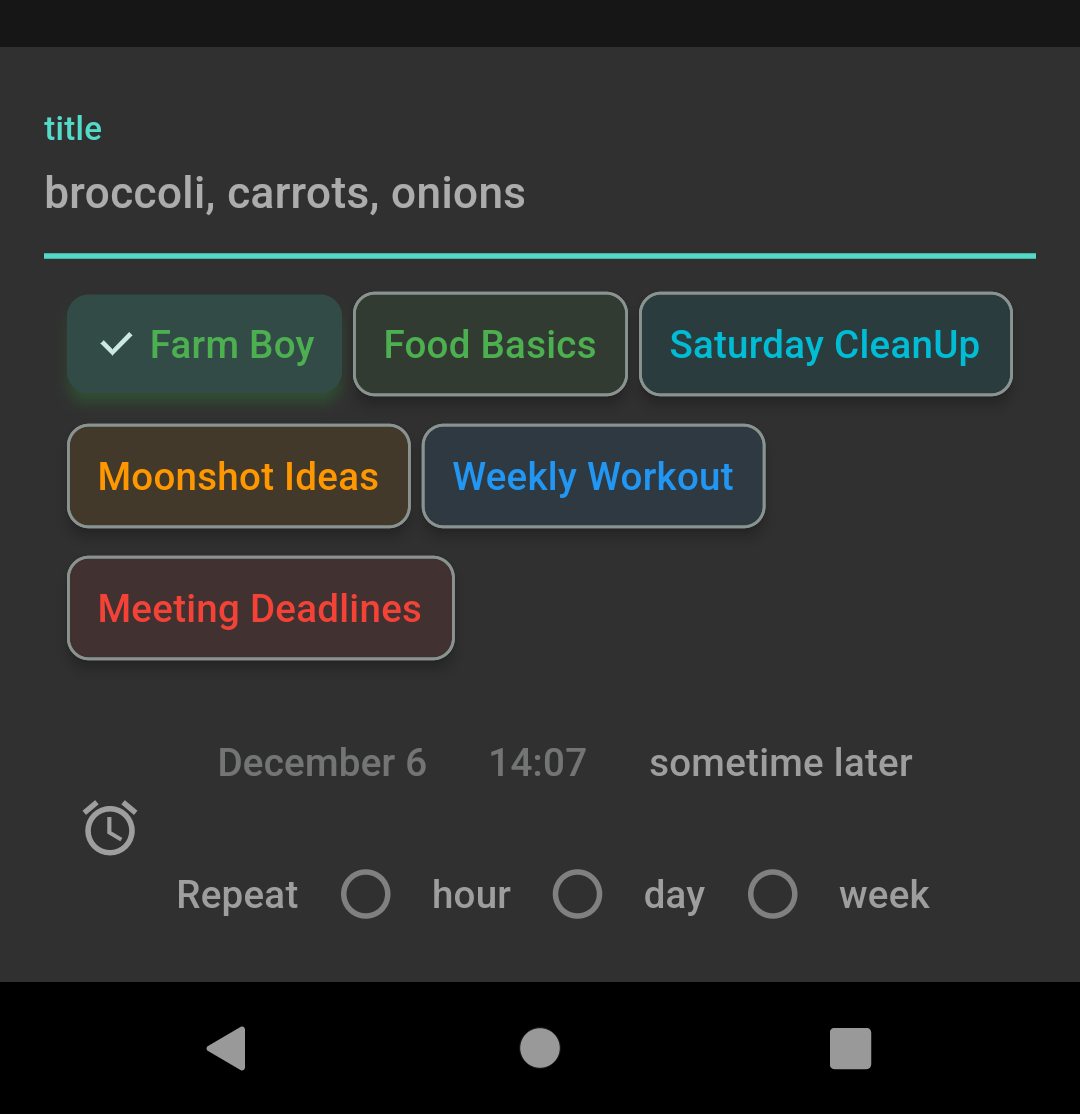 title
broccoli, carrots, onions
Farm Boy Food Basics Saturday CleanUp
Moonshot Ideas Weekly Workout
Meeting Deadlines
December 6 14:07 sometime later
Repeat hour day week